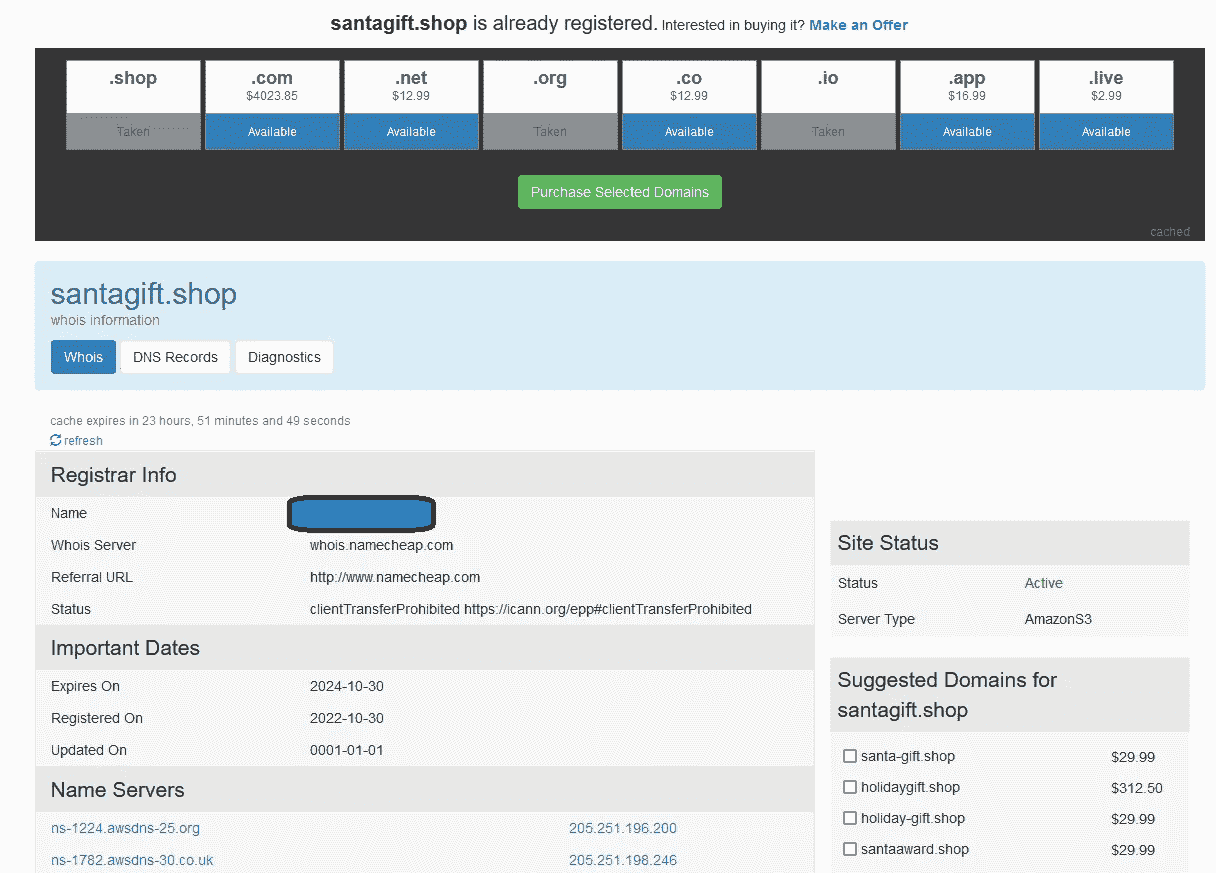 santagift.shop is already registered. Interested in buying it? Make an Offer
.shop .com .net .org .co .io .app .live
$4023.85 $12.99 $12.99 $16.99 $2.99
Taken Available Available Taken Available Taken Available Available
Purchase Selected Domains
cached
santagift.shop
whois information
Whois DNS Records Diagnostics
cache expires in 23 hours, 51 minutes and 49 seconds
refresh
Registrar Info
Name
Whois Server whois.namecheap.com
Referral URL http://www.namecheap.com
Status clientTransferProhibited https://icann.org/epp#clientTransferProhibited
Important Dates
Expires On 2024-10-30
Registered On 2022-10-30
Updated On 0001-01-01
Name Servers
ns-1224.awsdns-25.org 205.251.196.200
ns-1782.awsdns-30.co.uk 205.251.198.246
Site Status
Status Active
Server Type AmazonS3
Suggested Domains for
santagift.shop
santa-gift.shop $29.99
holidaygift.shop $312.50
holiday-gift.shop $29.99
santaaward.shop $29.99